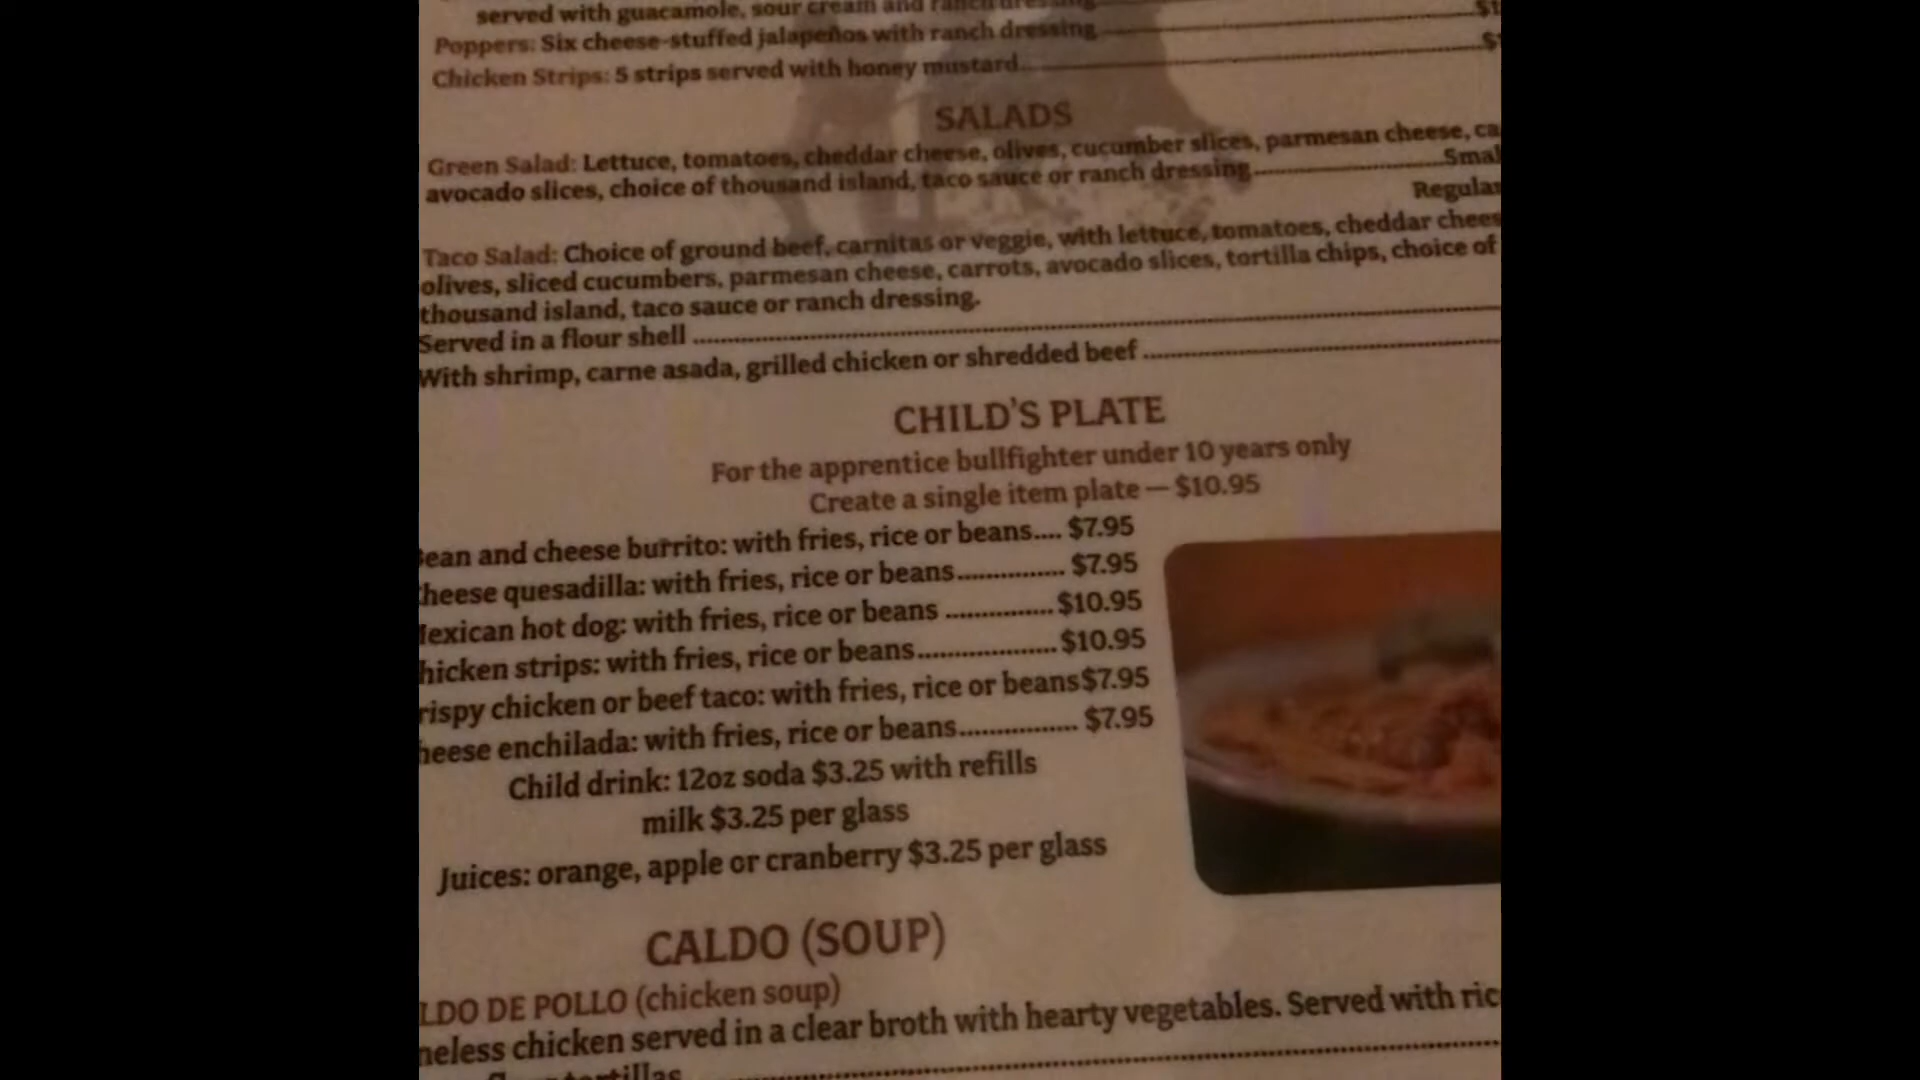 served with guacamole, sour cream and ranch dressing
Poppers: Six cheese-stuffed jalapeños with ranch dressing
Chicken Strips: 5 strips served with honey mustard
SALADS
Green Salad: Lettuce, tomatoes, cheddar cheese, olives, cucumber slices, parmesan cheese, ca
avocado slices, choice of thousand island, taco sauce or ranch dressing Smal
Regular
Taco Salad: Choice of ground beef, carnitas or veggie, with lettuce, tomatoes, cheddar chees
olives, sliced cucumbers, parmesan cheese, carrots, avocado slices, tortilla chips, choice of
thousand island, taco sauce or ranch dressing.
Served in a flour shell
With shrimp, carne asada, grilled chicken or shredded beef
CHILD'S PLATE
For the apprentice bullfighter under 10 years only
Create a single item plate — $10.95
ean and cheese burrito: with fries, rice or beans.... $7.95
heese quesadilla: with fries, rice or beans................ $7.95
exican hot dog: with fries, rice or beans ...............$10.95
hicken strips: with fries, rice or beans....................$10.95
rispy chicken or beef taco: with fries, rice or beans$7.95
heese enchilada: with fries, rice or beans................. $7.95
Child drink: 12oz soda $3.25 with refills
milk $3.25 per glass
Juices: orange, apple or cranberry $3.25 per glass
CALDO (SOUP)
LDO DE POLLO (chicken soup)
neless chicken served in a clear broth with hearty vegetables. Served with ric
tortillas